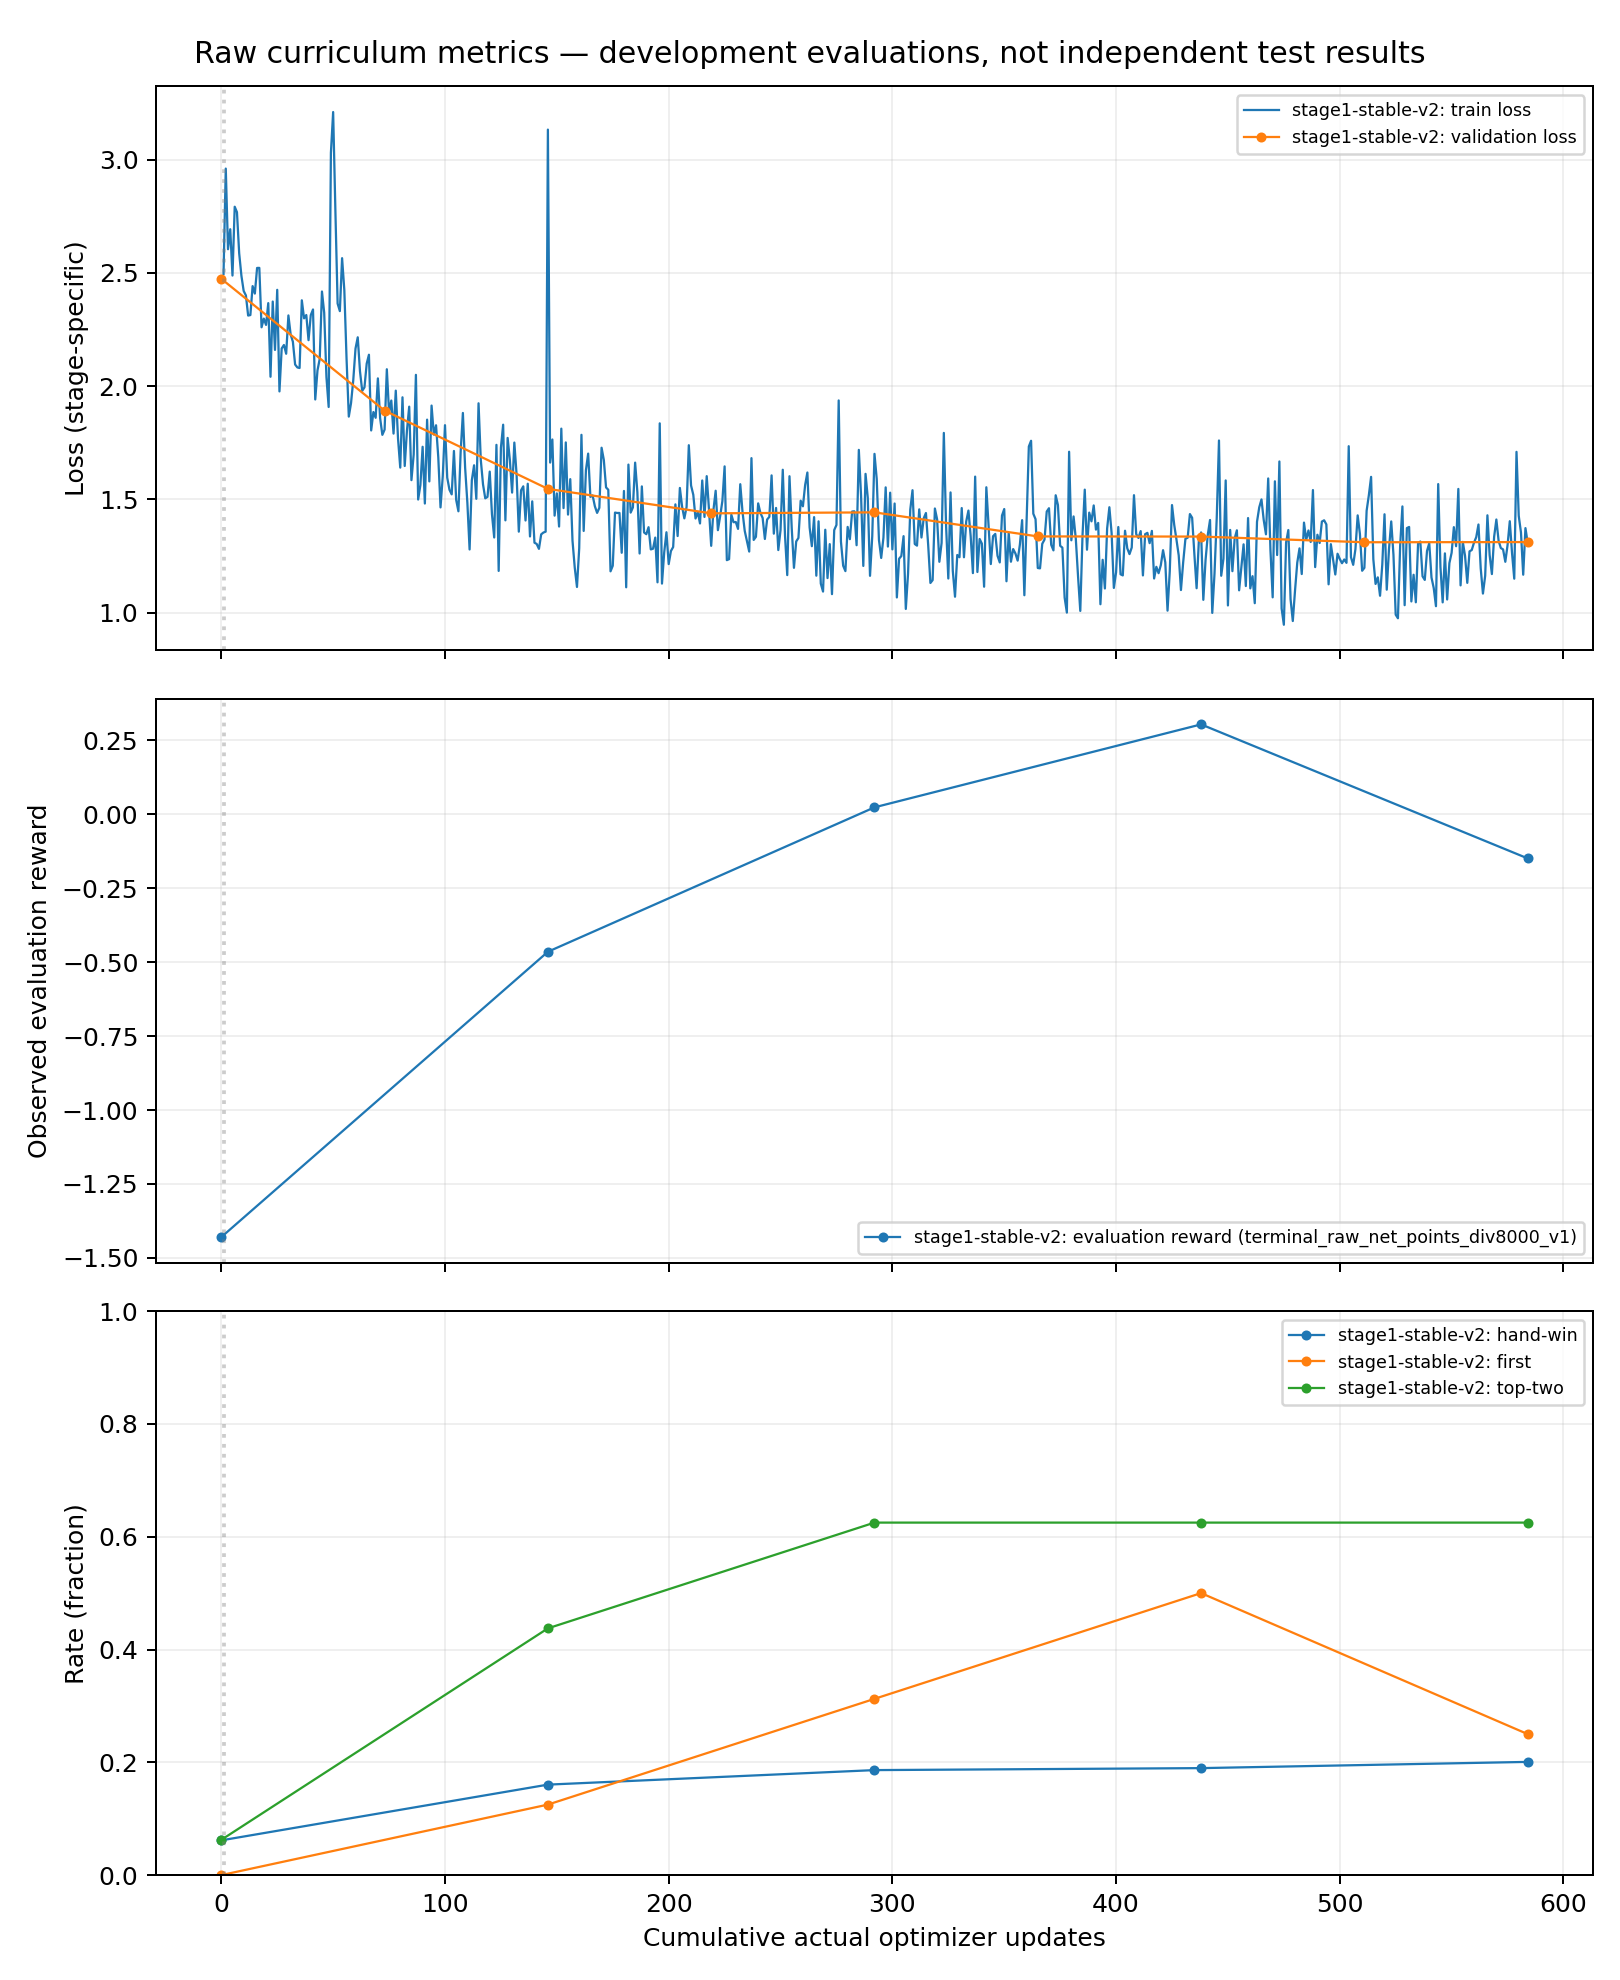 Raw curriculum metrics — development evaluations, not independent test results
Loss (stage-specific)
3.0
2.5
2.0
1.5
1.0
stage1-stable-v2: train loss
stage1-stable-v2: validation loss
Observed evaluation reward
0.25
0.00
−0.25
−0.50
−0.75
−1.00
−1.25
−1.50
stage1-stable-v2: evaluation reward (terminal_raw_net_points_div8000_v1)
Rate (fraction)
1.0
0.8
0.6
0.4
0.2
0.0
stage1-stable-v2: hand-win
stage1-stable-v2: first
stage1-stable-v2: top-two
0 100 200 300 400 500 600
Cumulative actual optimizer updates